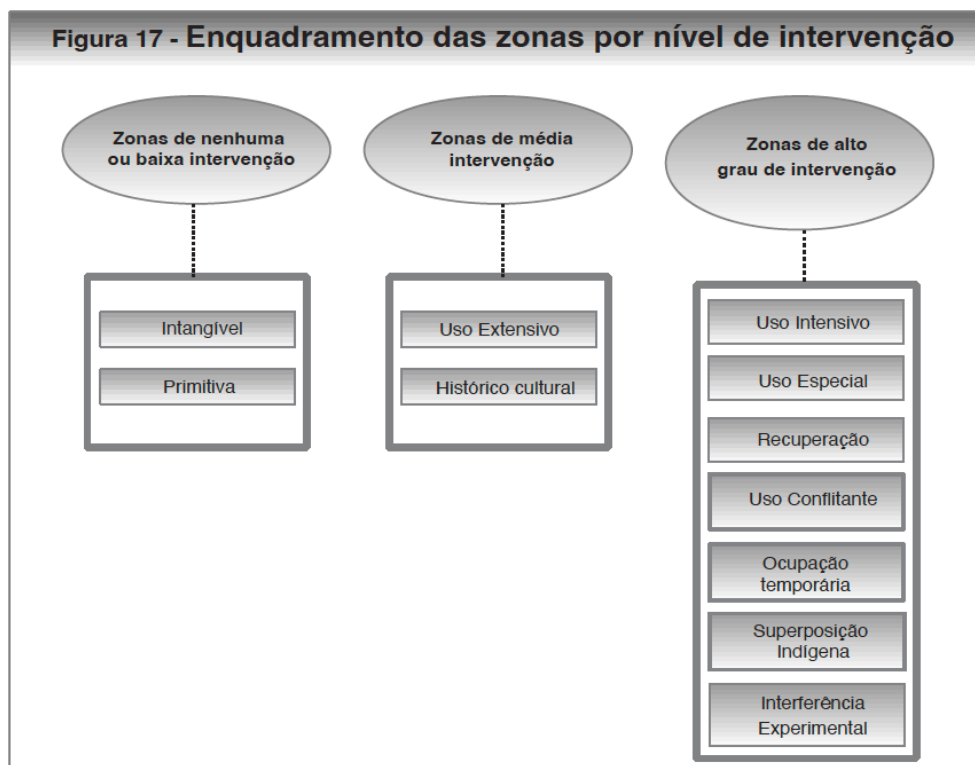 Figura 17 - Enquadramento das zonas por nível de intervenção
Zonas de nenhuma
ou baixa intervenção
Intangível
Primitiva
Zonas de média
intervenção
Uso Extensivo
Histórico cultural
Zonas de alto
grau de intervenção
Uso Intensivo
Uso Especial
Recuperação
Uso Conflitante
Ocupação
temporária
Superposição
Indígena
Interferência
Experimental